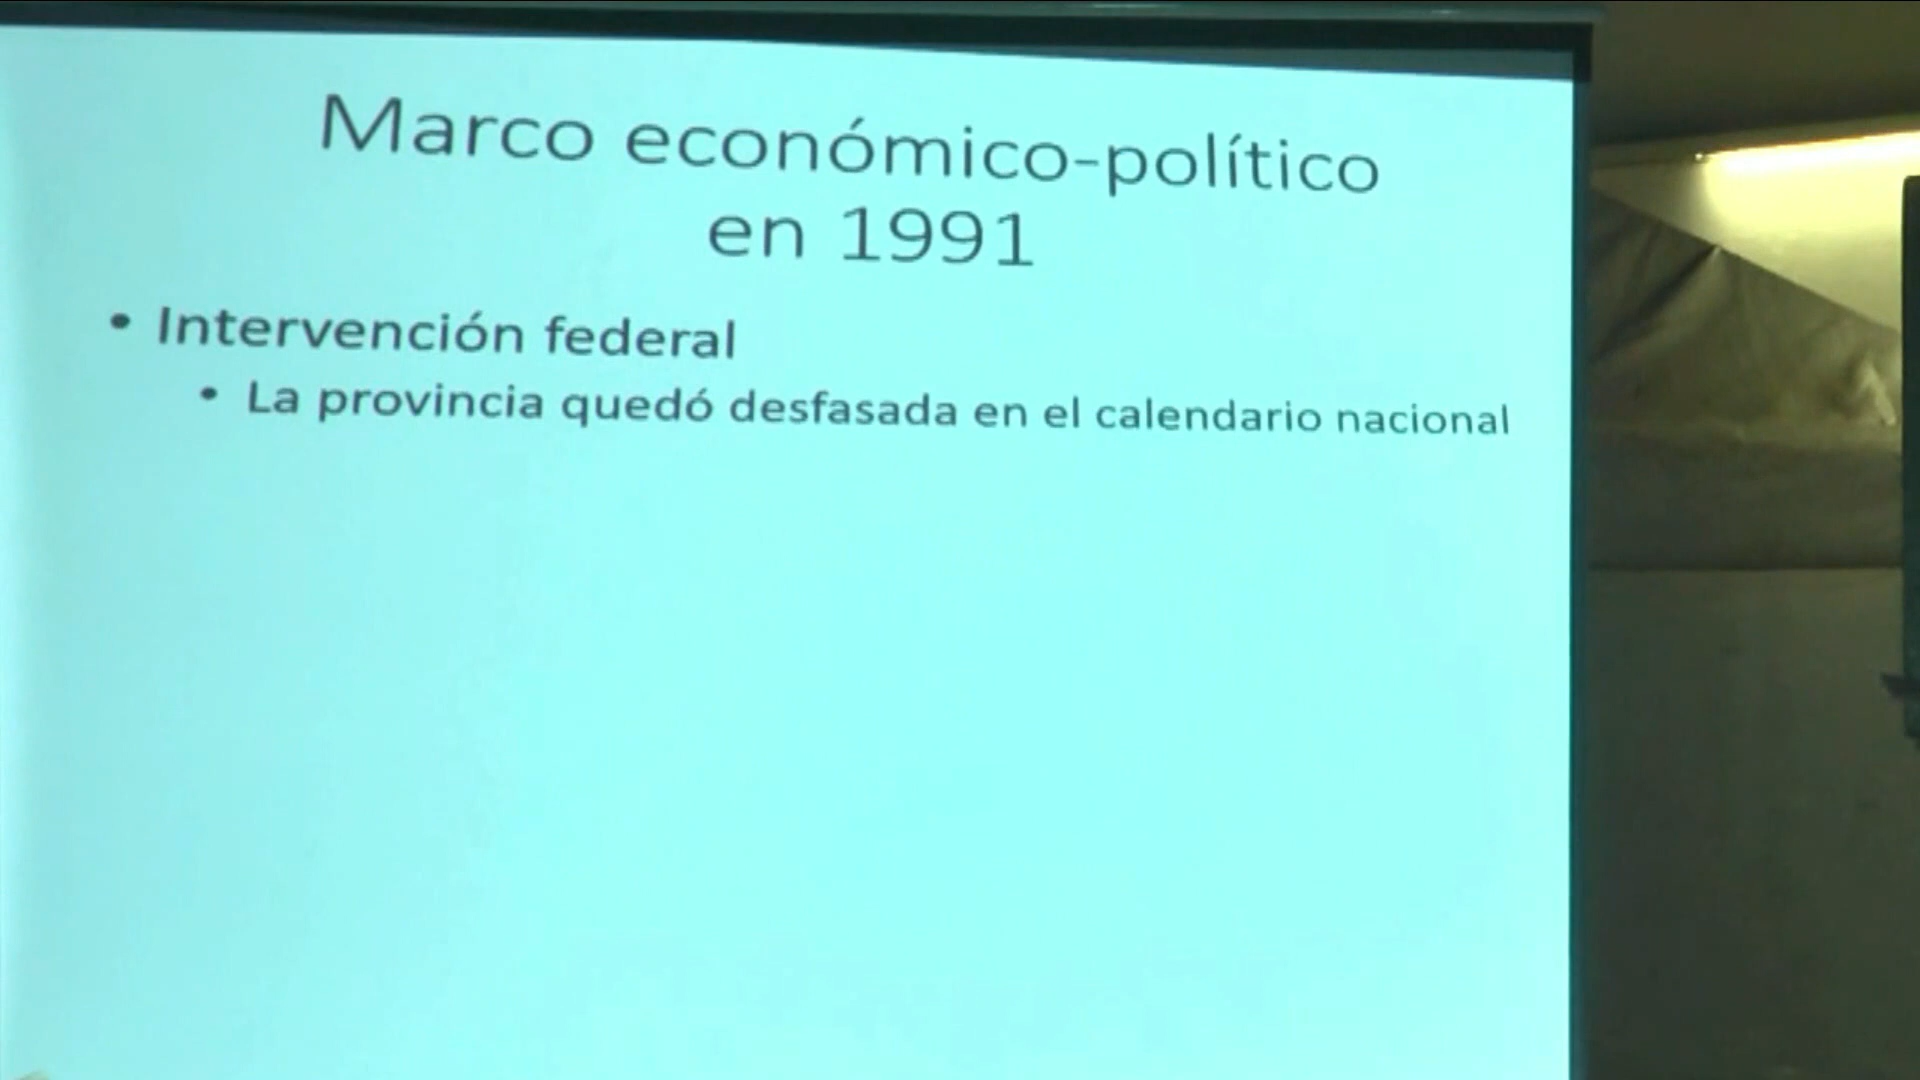 Marco económico-político
en 1991
• Intervención federal
• La provincia quedó desfasada en el calendario nacional